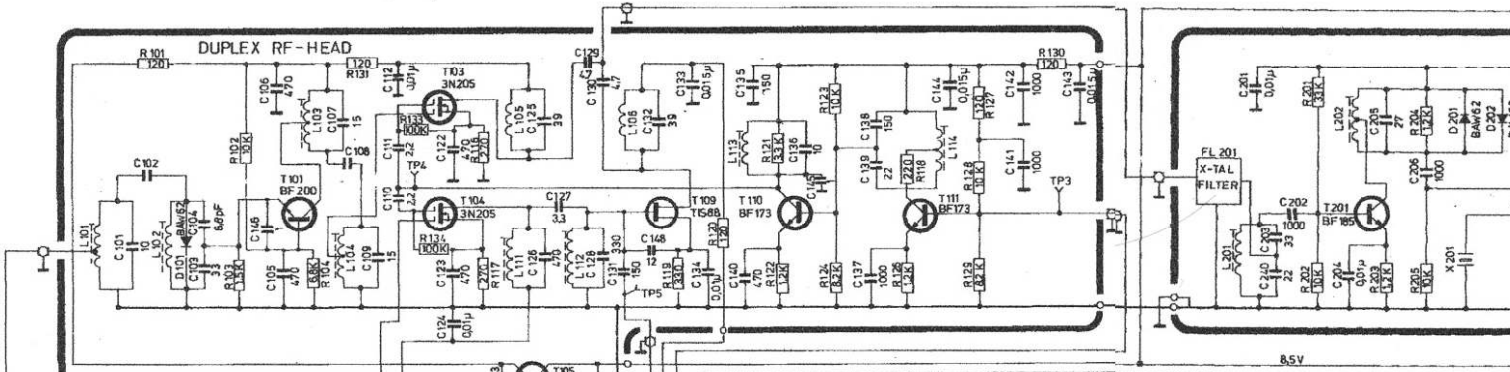 DUPLEX RF-HEAD
R101
120
C106
470
120
R131
C112
0,01µ
T103
3N205
L103
C107
15
R102
10K
C102
C108
L101
C101
10
L102
D101
BAW62
C104
6,8pF
C103
33
R103
1,5K
C146
T101
BF200
C105
470
6,8K
R104
L104
C109
15
R133
100K
C111
2,2
TP4
C110
2,2
C122
470
R116
270
L105
C125
39
C129
4,7
C130
4,7
T104
3N205
R134
100K
C123
470
C124
0,01µ
270
R117
L111
C126
470
C127
3,3
L112
C128
C131
330
150
TP5
C148
12
R119
330
C134
0,01µ
T109
TIS88
R120
120
L106
C132
39
C133
0,015µ
C135
150
L113
R121
3,3K
C136
10
C145
T110
BF173
C140
470
R122
1,2K
R123
10K
R124
8,2K
C137
1000
R126
1,2K
C138
150
C139
22
220
R118
L114
T111
BF173
C144
0,015µ
120
R127
R128
10K
R129
8,2K
C142
1000
C141
1000
R130
120
C143
0,015µ
TP3
FL 201
X-TAL
FILTER
C201
0,01µ
R201
33K
C202
1000
L201
C203
33
C240
22
R202
10K
C204
0,01µ
T201
BF185
R203
1,2K
L202
C205
27
R204
1,2K
D201
BAW62
D202
C206
1000
R205
10K
X201
8,5V
T105